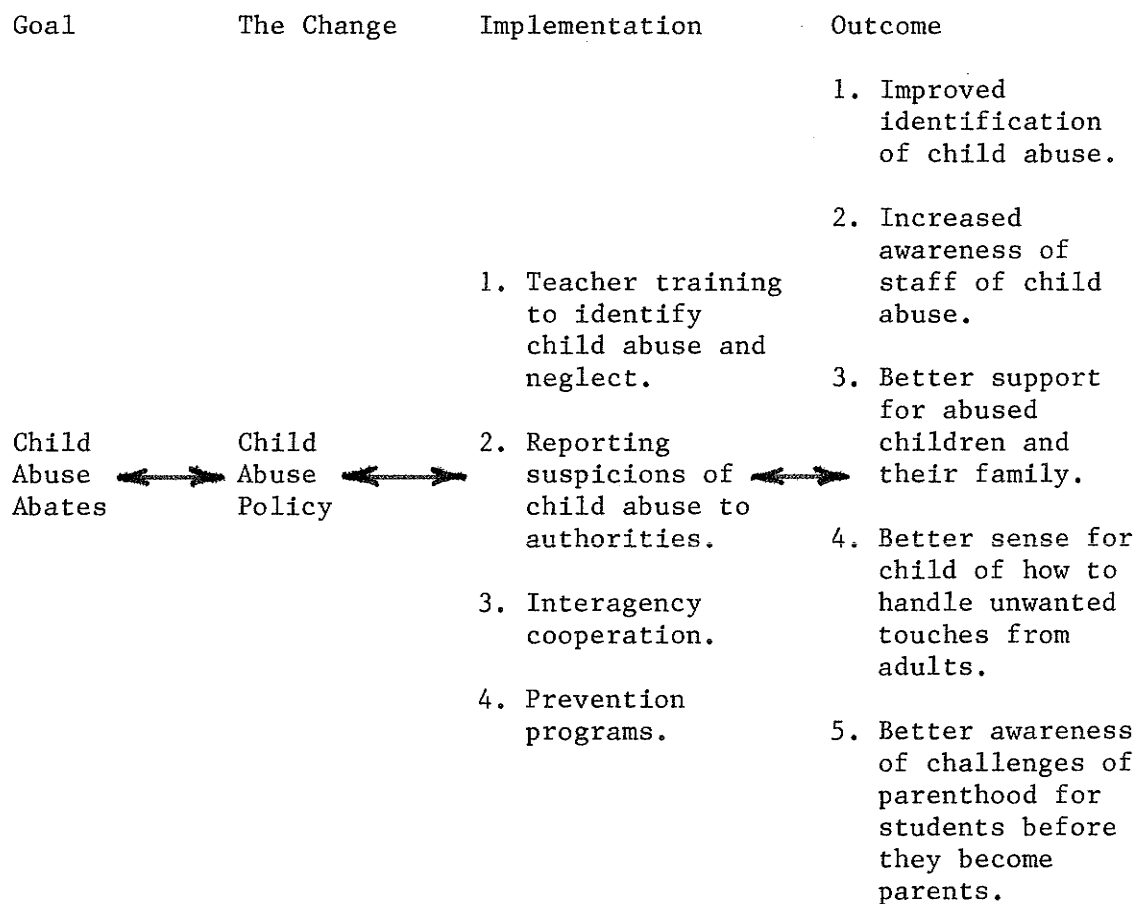 Goal The Change Implementation Outcome
Child
Abuse
Abates
Child
Abuse
Policy
1. Teacher training
to identify
child abuse and
neglect.
2. Reporting
suspicions of
child abuse to
authorities.
3. Interagency
cooperation.
4. Prevention
programs.
1. Improved
identification
of child abuse.
2. Increased
awareness of
staff of child
abuse.
3. Better support
for abused
children and
their family.
4. Better sense for
child of how to
handle unwanted
touches from
adults.
5. Better awareness
of challenges of
parenthood for
students before
they become
parents.